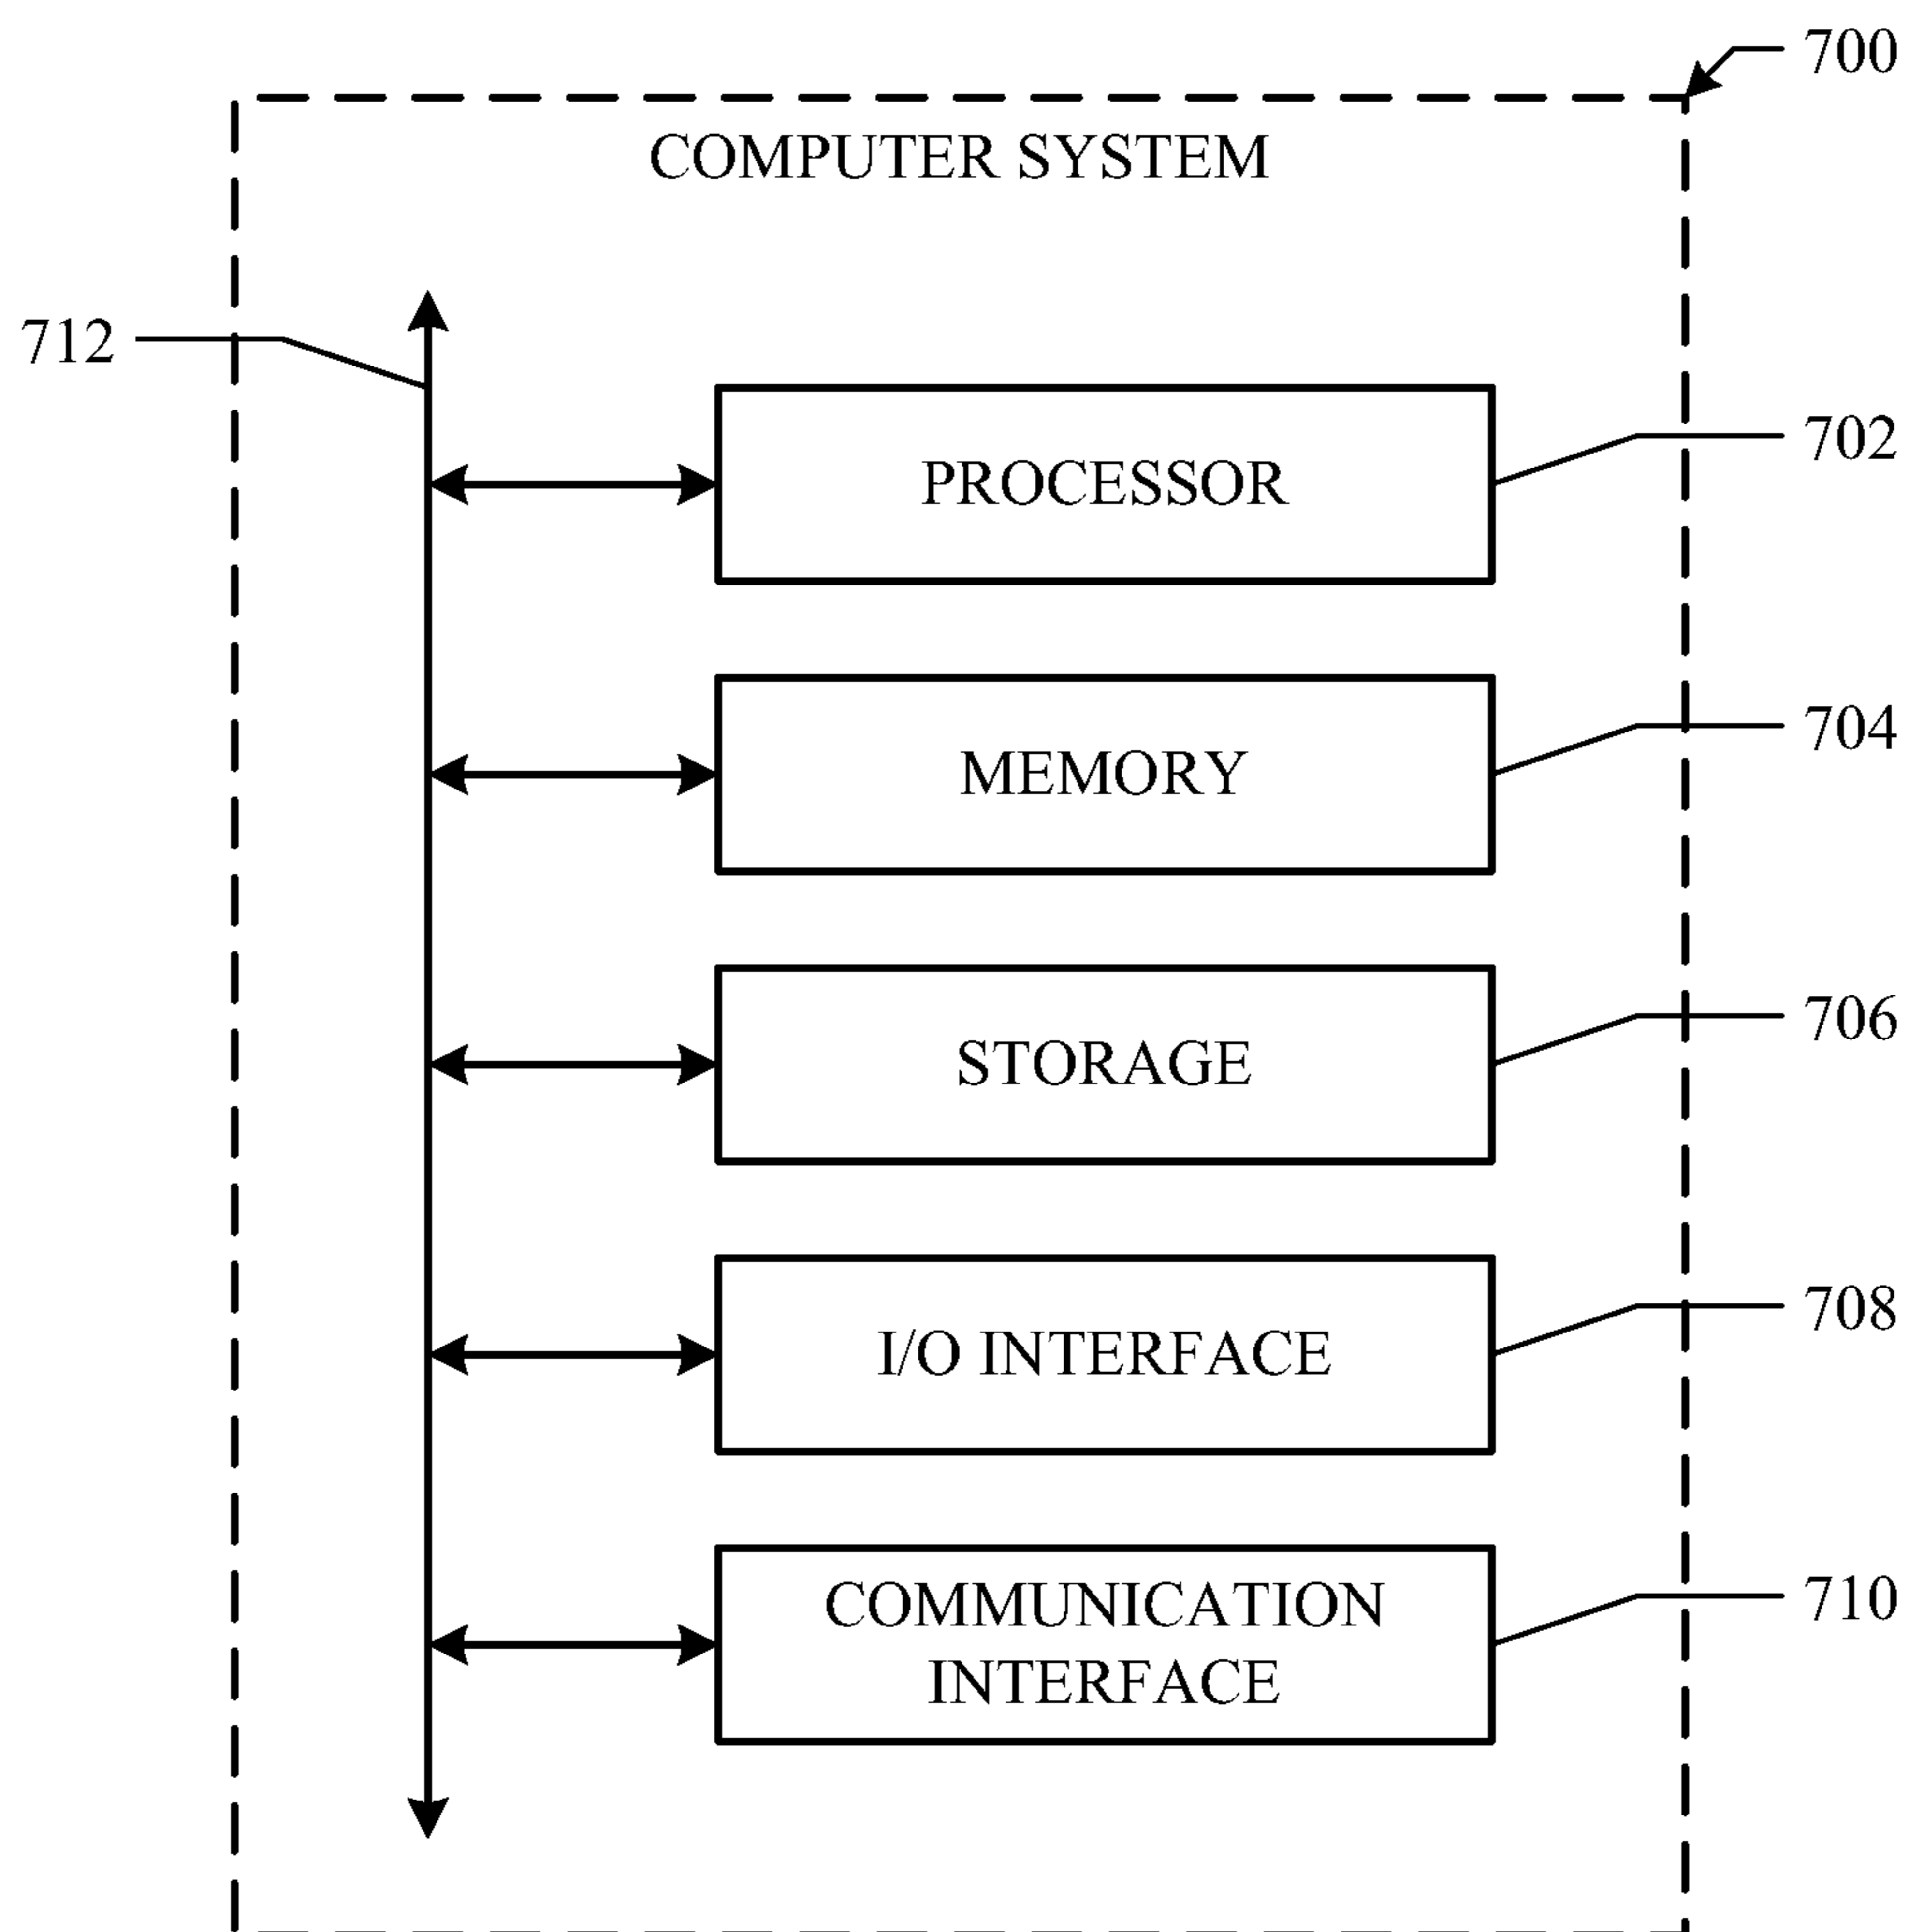 700
COMPUTER SYSTEM
712
PROCESSOR
702
MEMORY
704
STORAGE
706
I/O INTERFACE
708
COMMUNICATION
INTERFACE
710